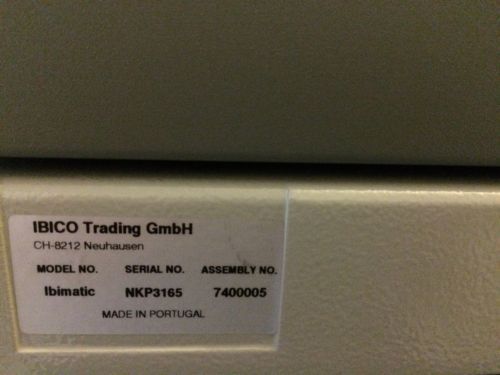 IBICO Trading GmbH
CH-8212 Neuhausen
MODEL NO. SERIAL NO. ASSEMBLY NO.
Ibimatic NKP3165 7400005
MADE IN PORTUGAL